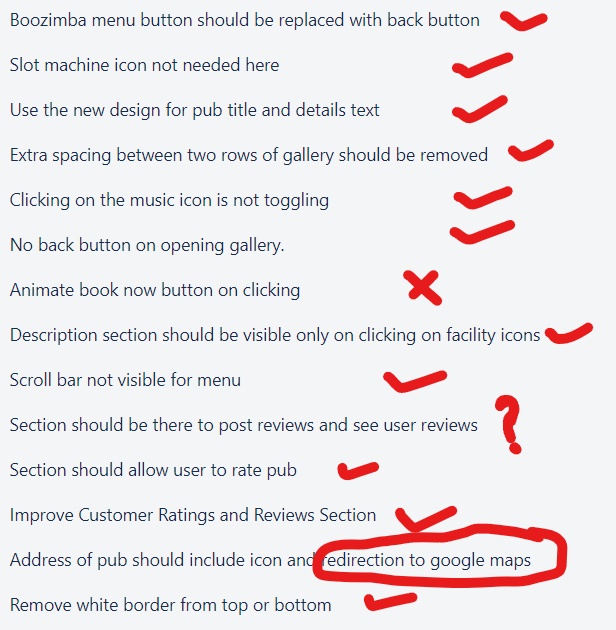 Boozimba menu button should be replaced with back button
Slot machine icon not needed here
Use the new design for pub title and details text
Extra spacing between two rows of gallery should be removed
Clicking on the music icon is not toggling
No back button on opening gallery.
Animate book now button on clicking
Description section should be visible only on clicking on facility icons
Scroll bar not visible for menu
Section should be there to post reviews and see user reviews ?
Section should allow user to rate pub
Improve Customer Ratings and Reviews Section
Address of pub should include icon and redirection to google maps
Remove white border from top or bottom